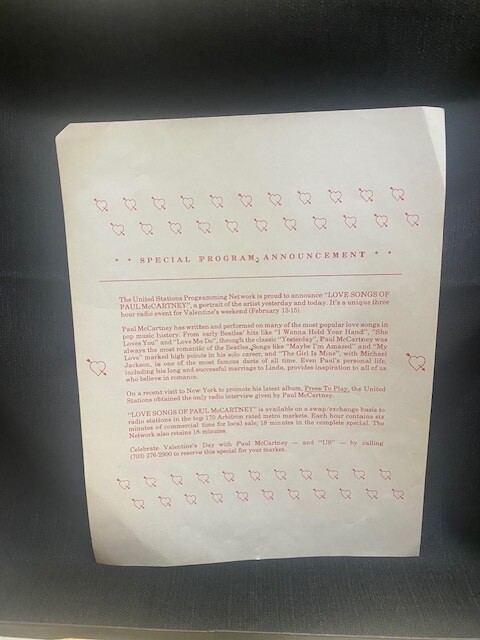 * * SPECIAL PROGRAM ANNOUNCEMENT * *
The United Stations Programming Network is proud to announce "LOVE SONGS OF
PAUL McCARTNEY", a portrait of the artist yesterday and today. It's a unique three
hour radio event for Valentine's weekend (February 13-15).
Paul McCartney has written and performed on many of the most popular love songs in
pop music history. From early Beatles' hits like "I Wanna Hold Your Hand", "She
Loves You" and "Love Me Do", through the classic "Yesterday", Paul McCartney was
always the most romantic of the Beatles. Songs like "Maybe I'm Amazed" and "My
Love" marked high points in his solo career, and "The Girl Is Mine", with Michael
Jackson, is one of the most famous duets of all time. Even Paul's personal life,
including his long and successful marriage to Linda, provides inspiration to all of us
who believe in romance.
On a recent visit to New York to promote his latest album, Press To Play, the United
Stations obtained the only radio interview given by Paul McCartney.
"LOVE SONGS OF PAUL McCARTNEY" is available on a swap/exchange basis to
radio stations in the top 170 Arbitron rated metro markets. Each hour contains six
minutes of commercial time for local sale; 18 minutes in the complete special. The
Network also retains 18 minutes.
Celebrate Valentine's Day with Paul McCartney — and "US" — by calling
(703) 276-2900 to reserve this special for your market.